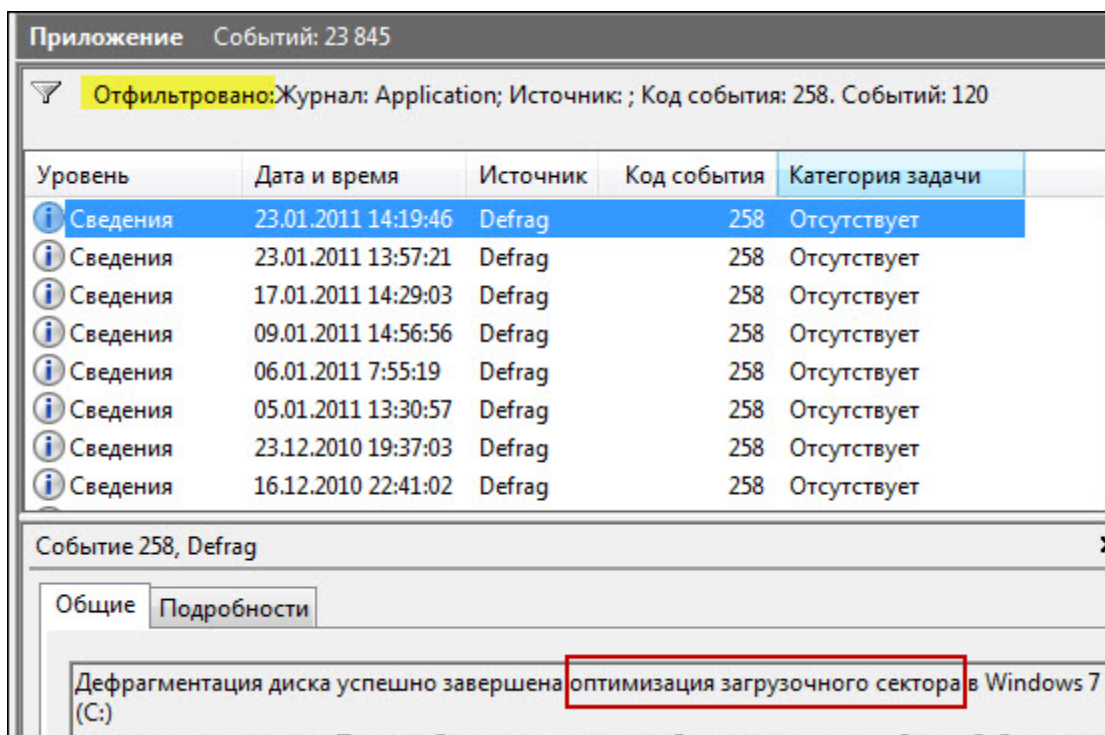 Приложение Событий: 23 845
Отфильтровано:Журнал: Application; Источник: ; Код события: 258. Событий: 120
Уровень Дата и время Источник Код события Категория задачи
Сведения 23.01.2011 14:19:46 Defrag 258 Отсутствует
Сведения 23.01.2011 13:57:21 Defrag 258 Отсутствует
Сведения 17.01.2011 14:29:03 Defrag 258 Отсутствует
Сведения 09.01.2011 14:56:56 Defrag 258 Отсутствует
Сведения 06.01.2011 7:55:19 Defrag 258 Отсутствует
Сведения 05.01.2011 13:30:57 Defrag 258 Отсутствует
Сведения 23.12.2010 19:37:03 Defrag 258 Отсутствует
Сведения 16.12.2010 22:41:02 Defrag 258 Отсутствует
Событие 258, Defrag
Общие Подробности
Дефрагментация диска успешно завершена оптимизация загрузочного сектора в Windows 7
(C:)